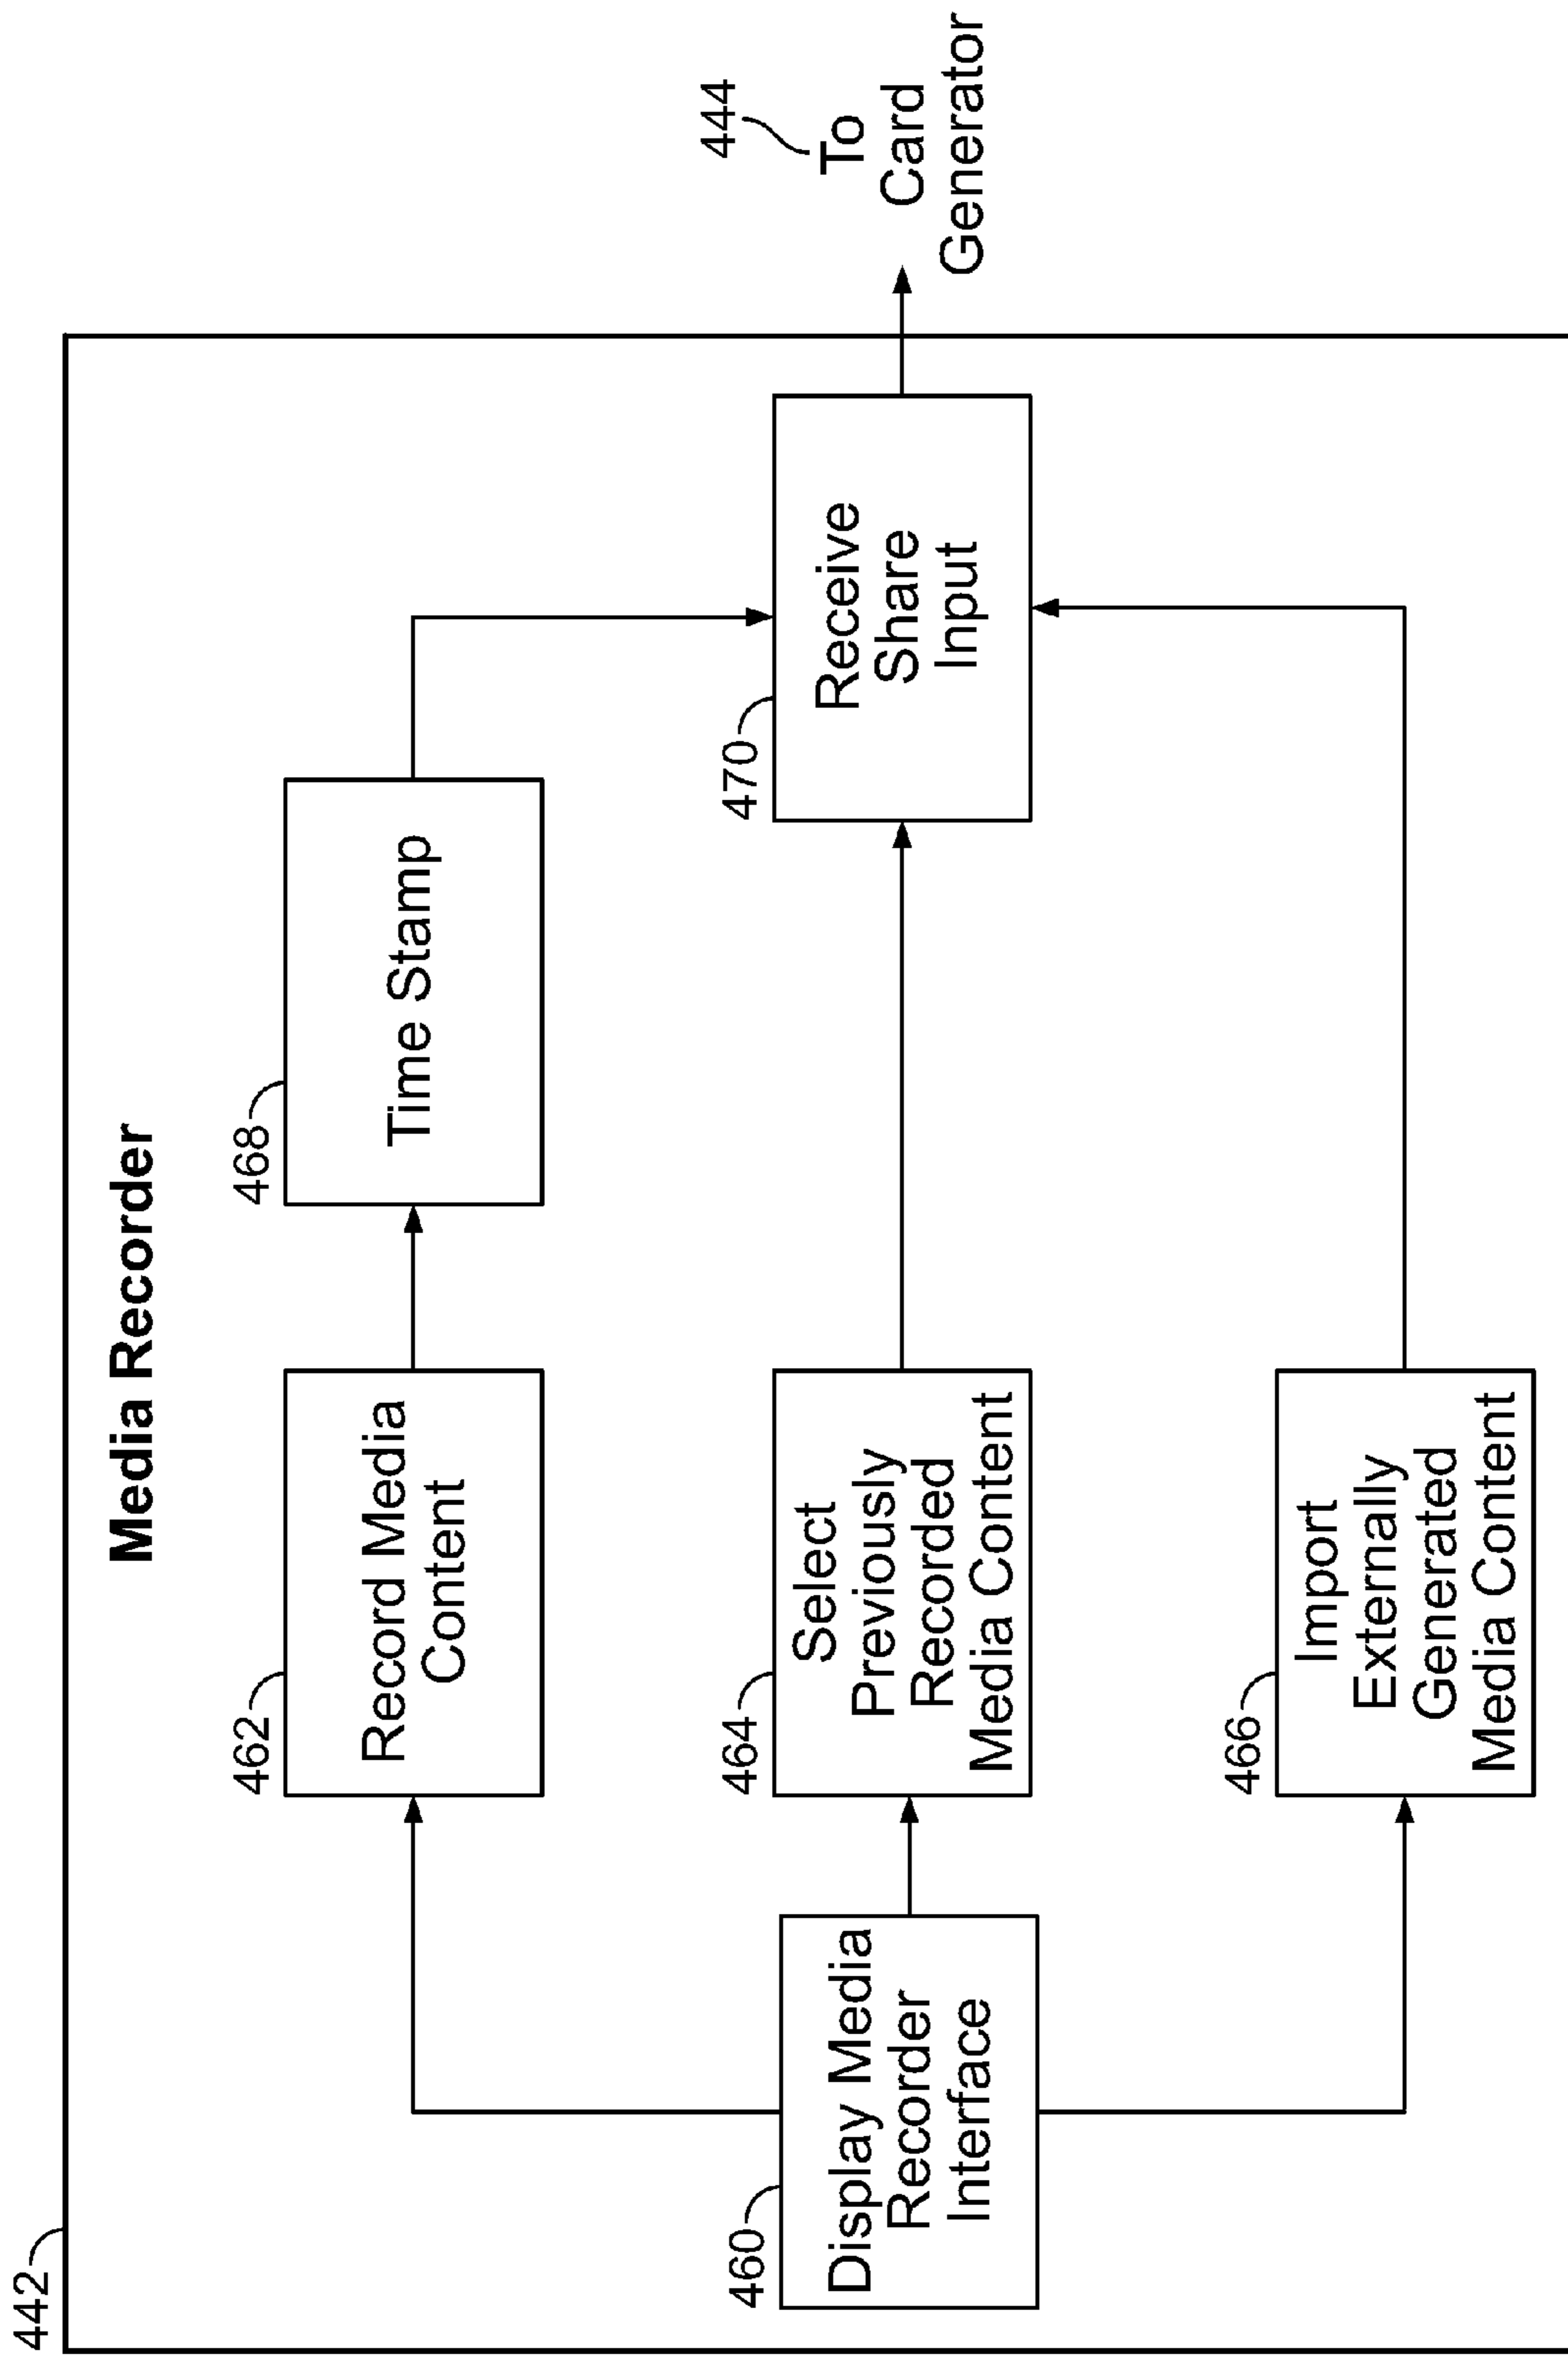 442
Media Recorder
460
Display Media
Recorder
Interface
462
Record Media
Content
468
Time Stamp
464
Select
Previously
Recorded
Media Content
466
Import
Externally
Generated
Media Content
470
Receive
Share
Input
444
To
Card
Generator